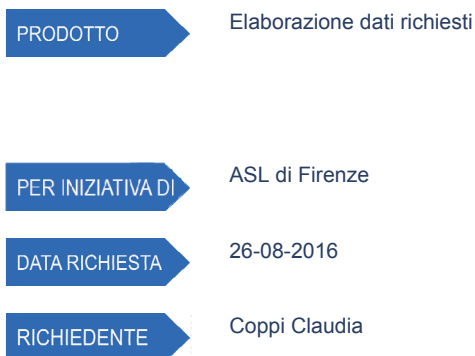 PRODOTTO
Elaborazione dati richiesti
PER INIZIATIVA DI
ASL di Firenze
DATA RICHIESTA
26-08-2016
RICHIEDENTE
Coppi Claudia